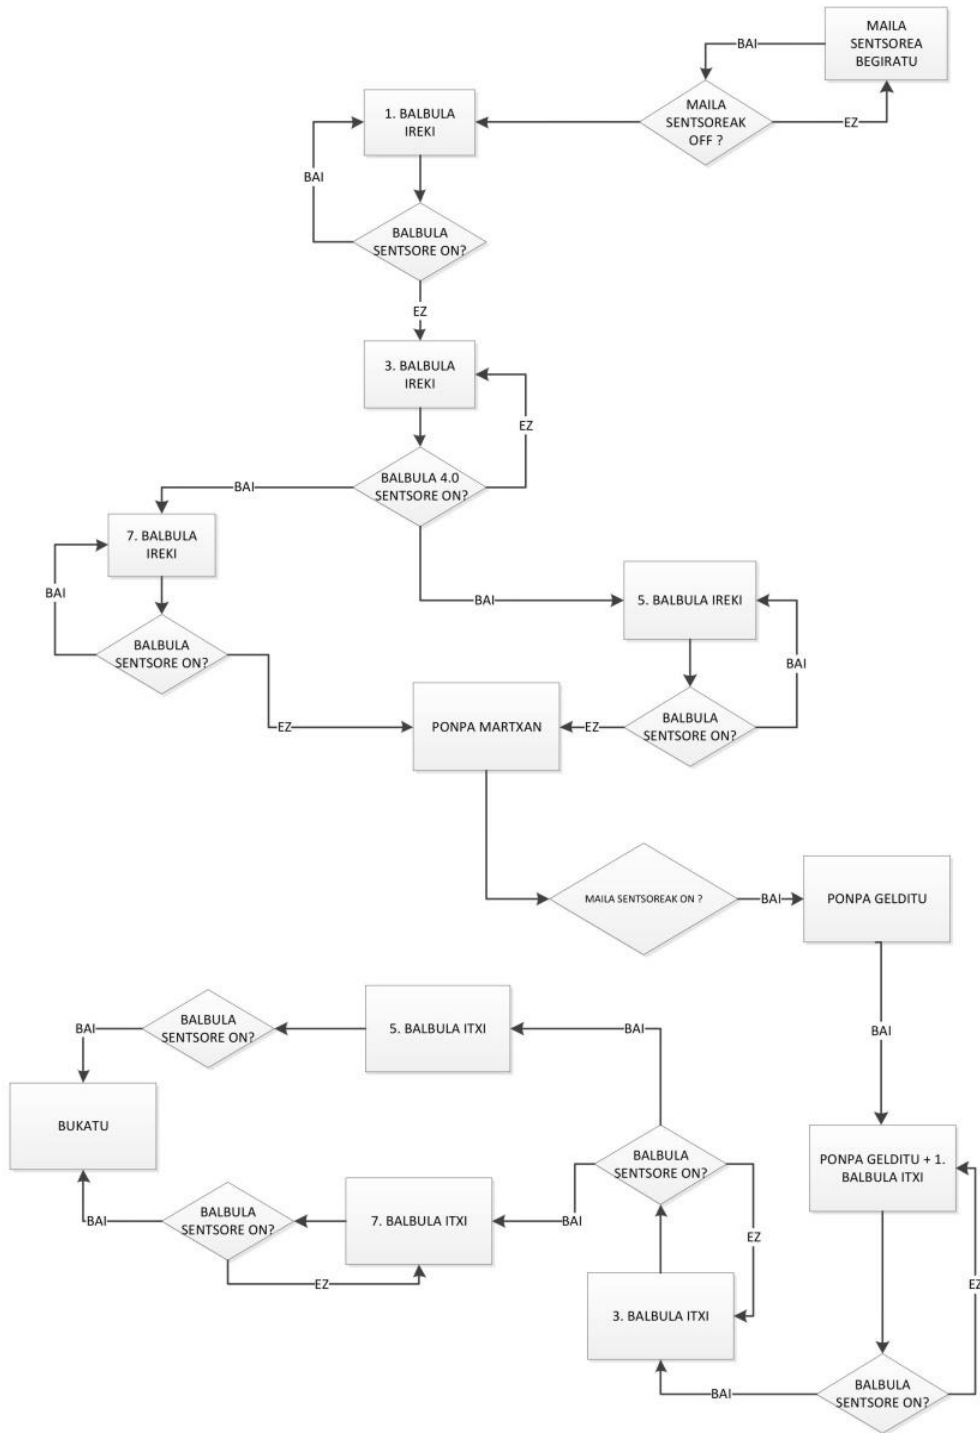 MAILA
SENTSOREA
BEGIRATU
BAI
MAILA
SENTSOREAK
OFF ?
EZ
1. BALBULA
IREKI
BAI
BALBULA
SENTSORE ON?
EZ
3. BALBULA
IREKI
EZ
BALBULA 4.0
SENTSORE ON?
BAI
7. BALBULA
IREKI
BAI
BALBULA
SENTSORE ON?
EZ
BAI
5. BALBULA IREKI
BAI
BALBULA
SENTSORE ON?
EZ
PONPA MARTXAN
MAILA SENTSOREAK ON ?
BAI
PONPA GELDITU
BAI
PONPA GELDITU + 1.
BALBULA ITXI
EZ
BALBULA
SENTSORE ON?
BAI
3. BALBULA ITXI
EZ
BALBULA
SENTSORE ON?
BAI
5. BALBULA ITXI
BALBULA
SENTSORE ON?
BAI
BAI
7. BALBULA ITXI
BALBULA
SENTSORE ON?
EZ
BAI
BUKATU